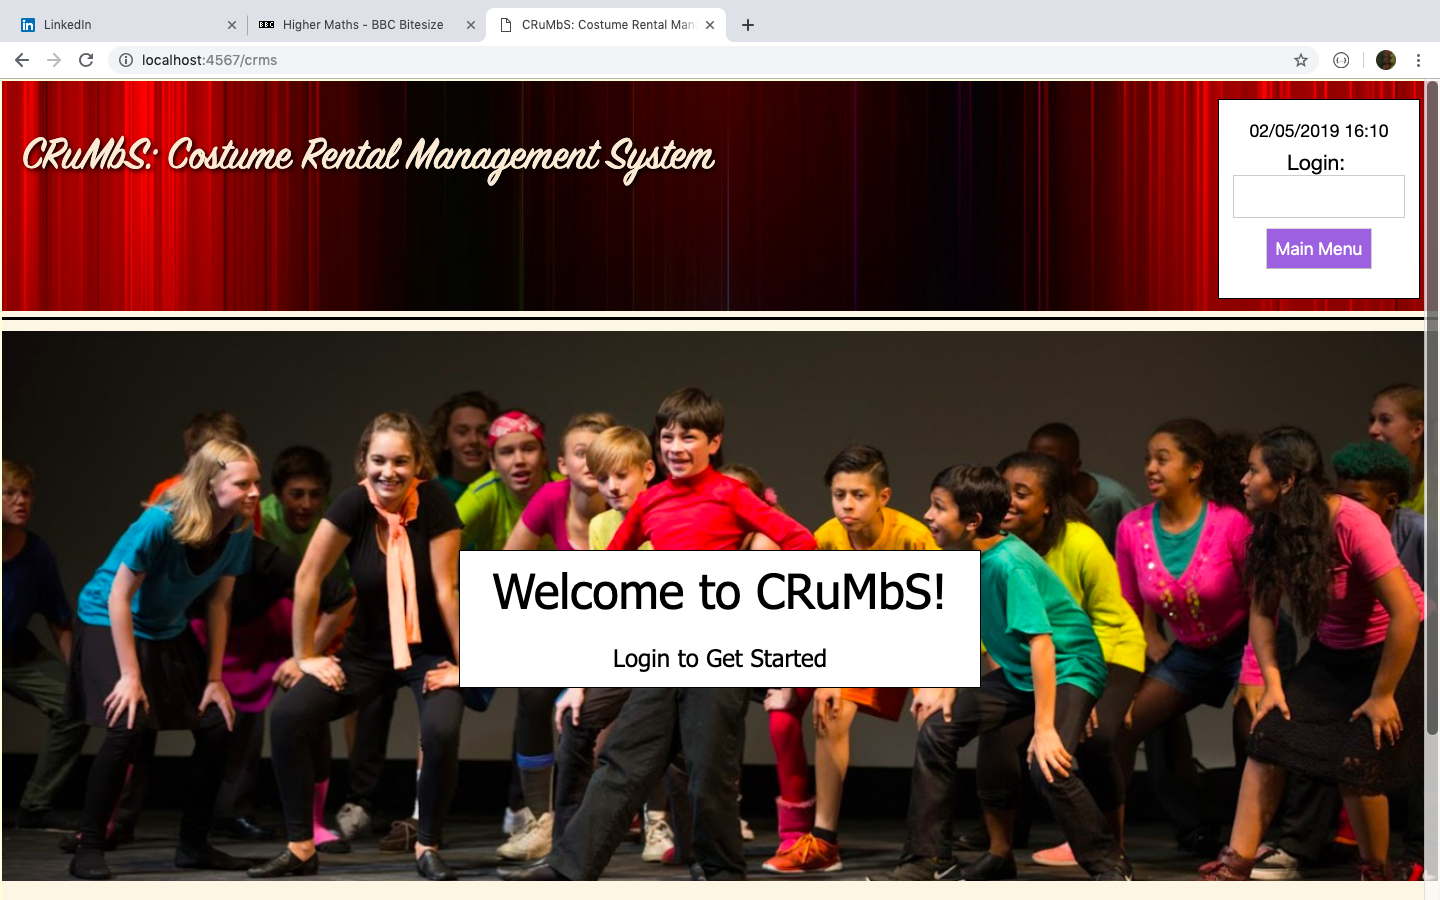 LinkedIn
BBC Higher Maths - BBC Bitesize
CRuMbS: Costume Rental Man
localhost:4567/crms
CRuMbS: Costume Rental Management System
02/05/2019 16:10
Login:
Main Menu
Welcome to CRuMbS!
Login to Get Started